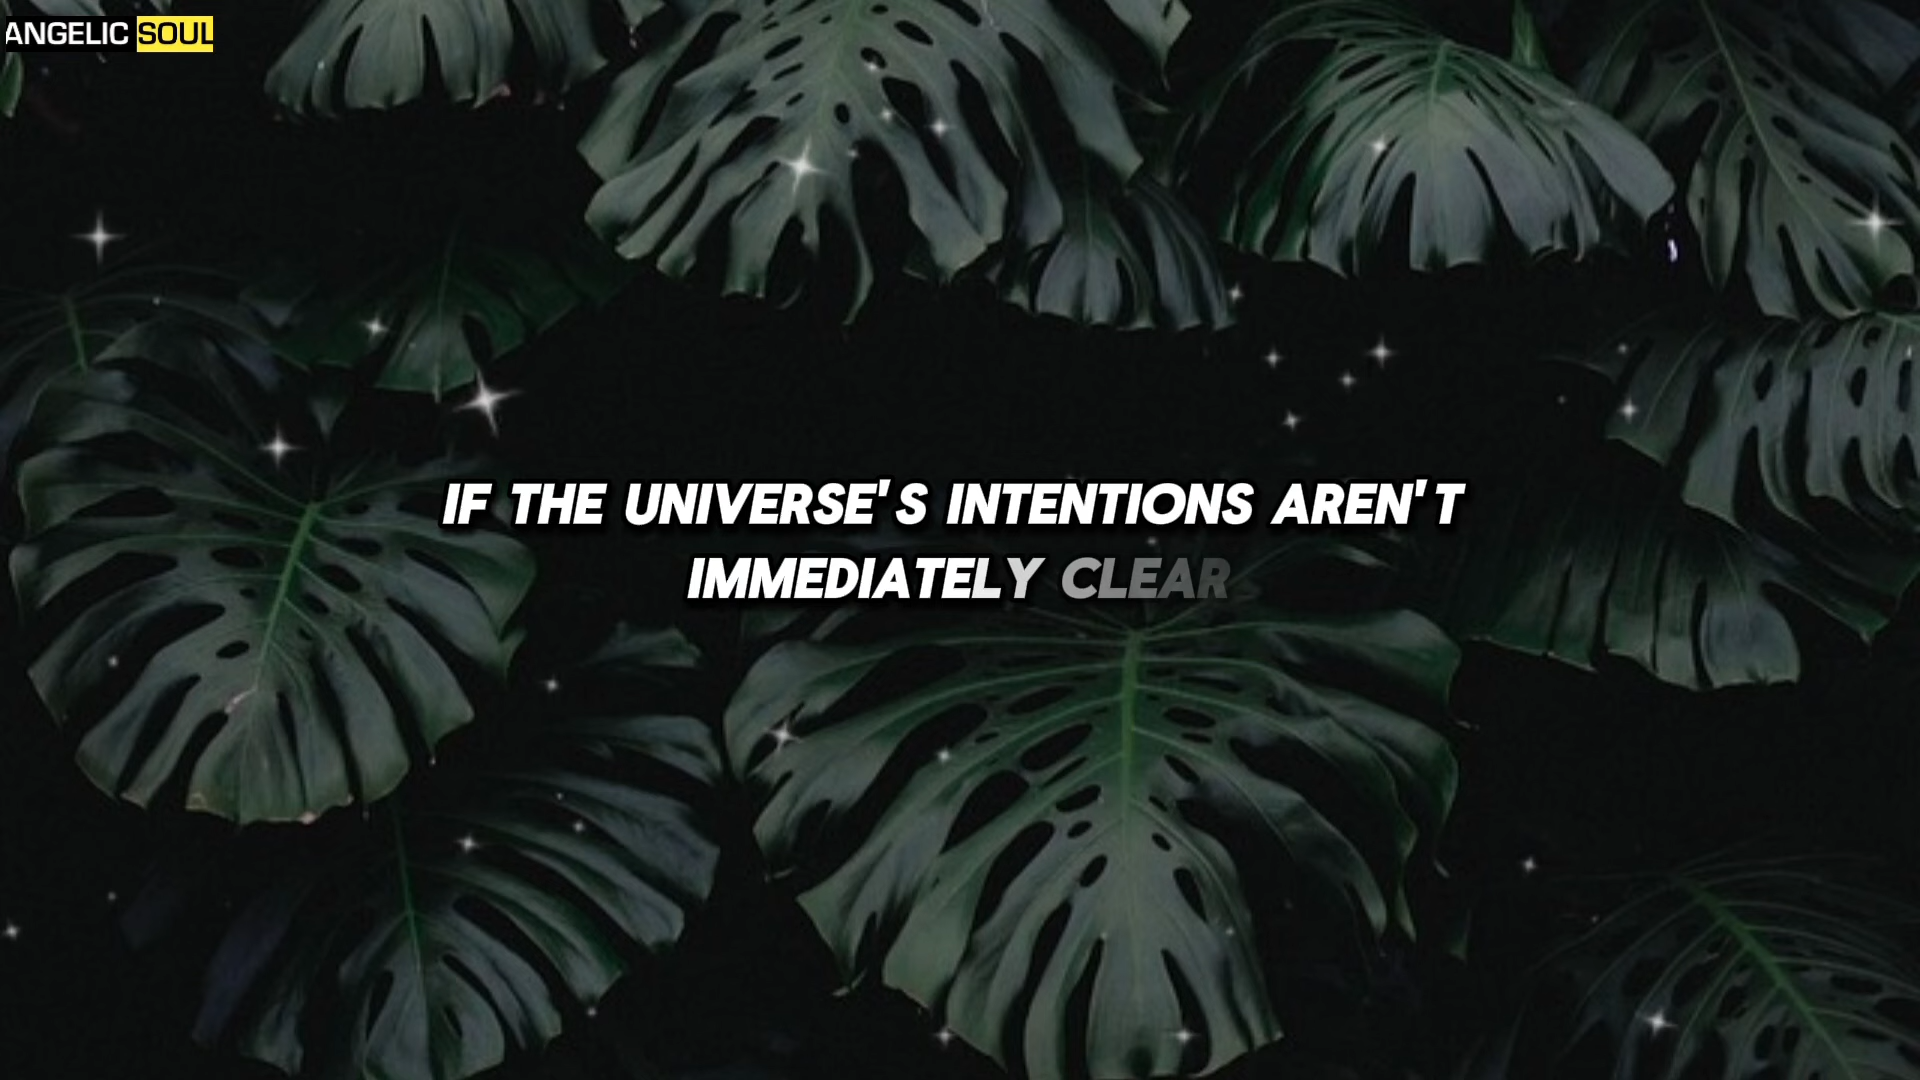 ANGELIC SOUL
IF THE UNIVERSE'S INTENTIONS AREN'T
IMMEDIATELY CLEAR